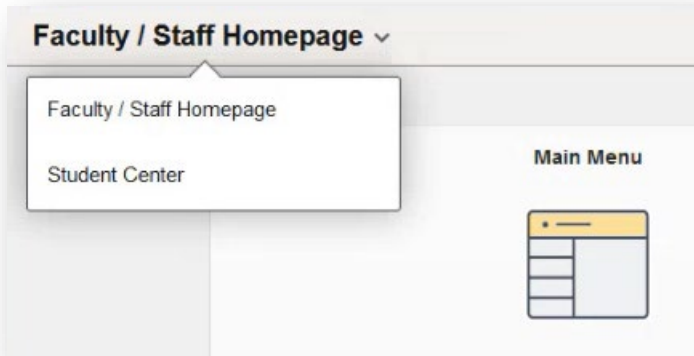 Faculty / Staff Homepage
Faculty / Staff Homepage
Student Center
Main Menu